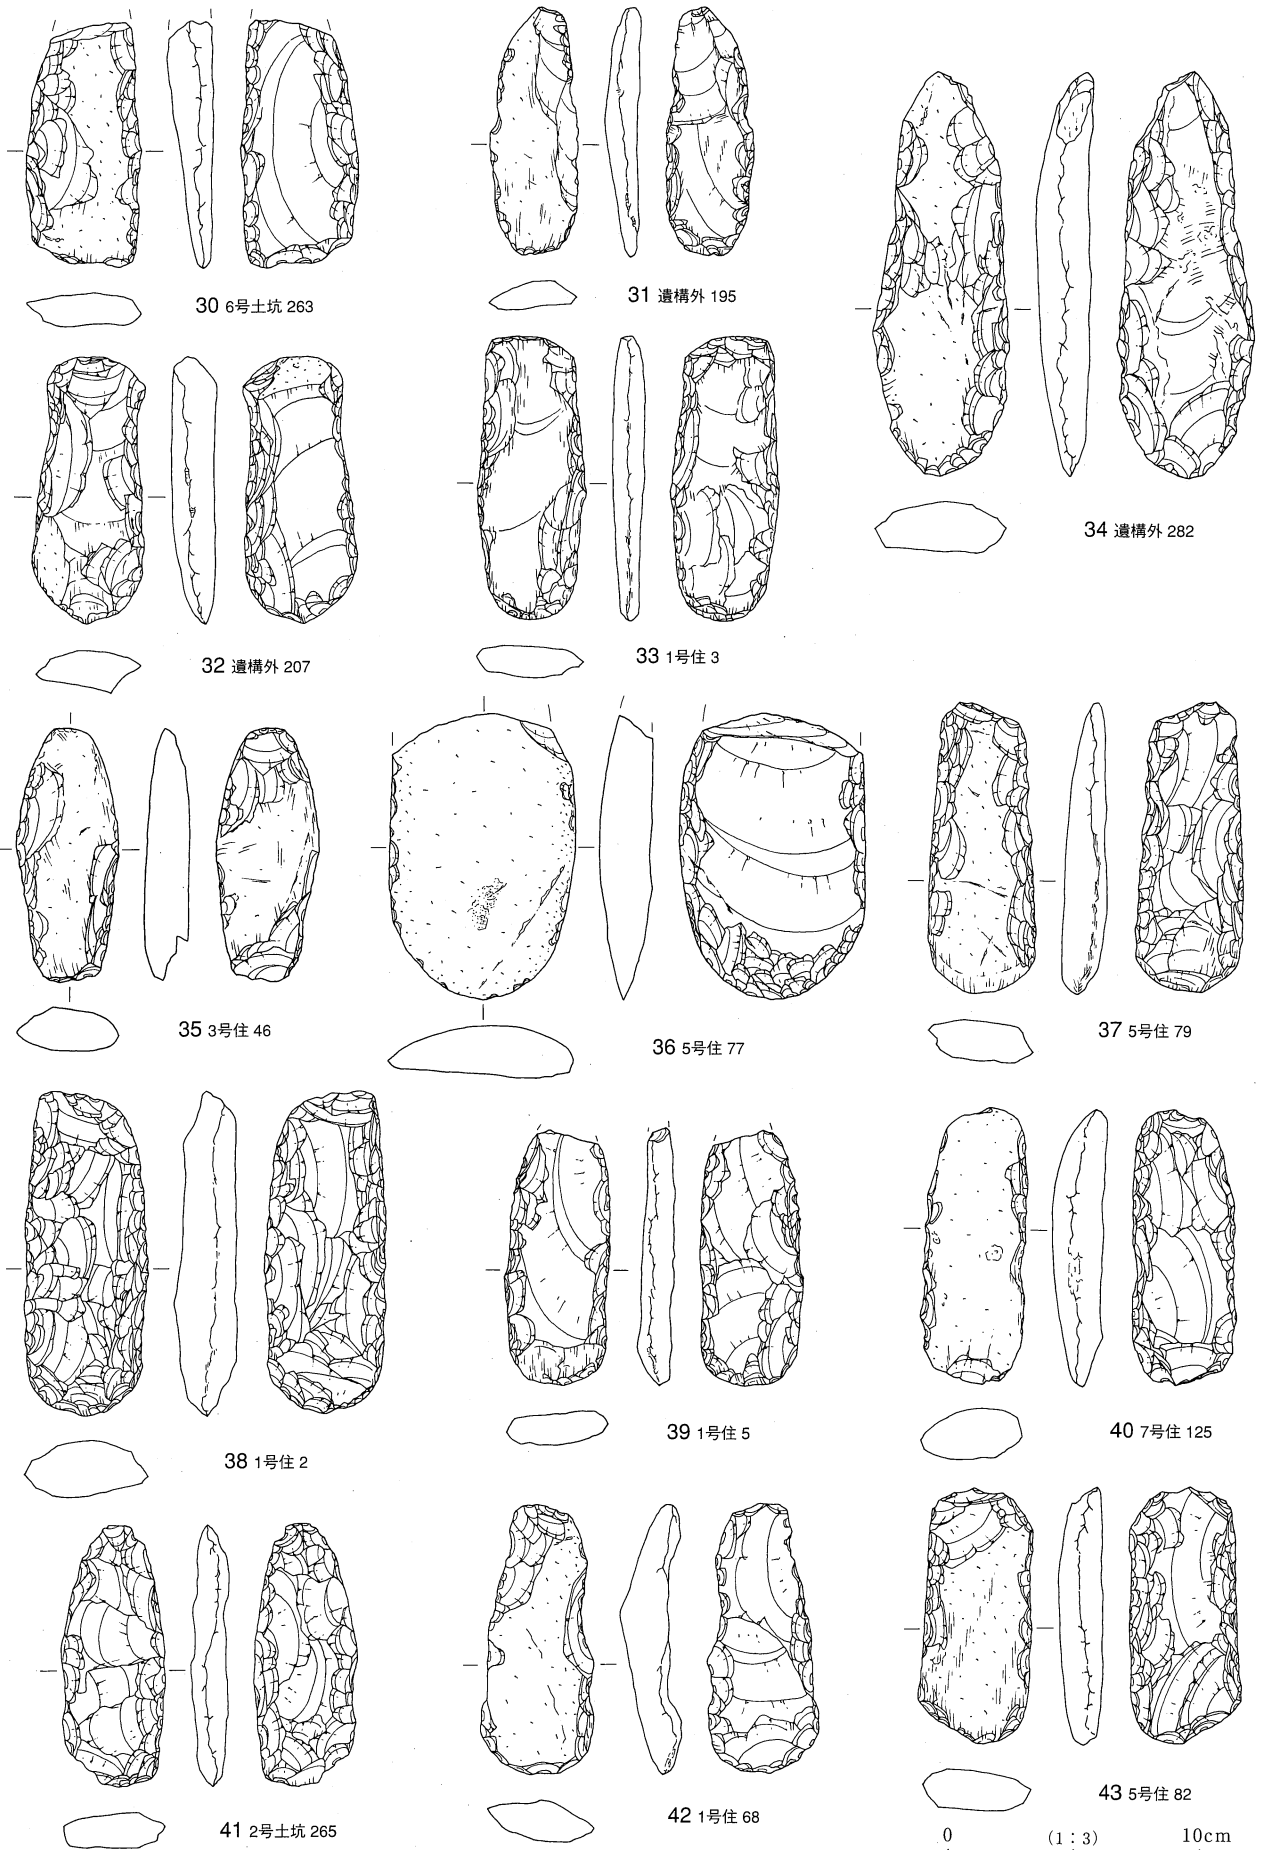 30 6号土坑 263
31 遺構外 195
34 遺構外 282
32 遺構外 207
33 1号住 3
35 3号住 46
36 5号住 77
37 5号住 79
38 1号住 2
39 1号住 5
40 7号住 125
41 2号土坑 265
42 1号住 68
43 5号住 82
0 (1：3) 10cm